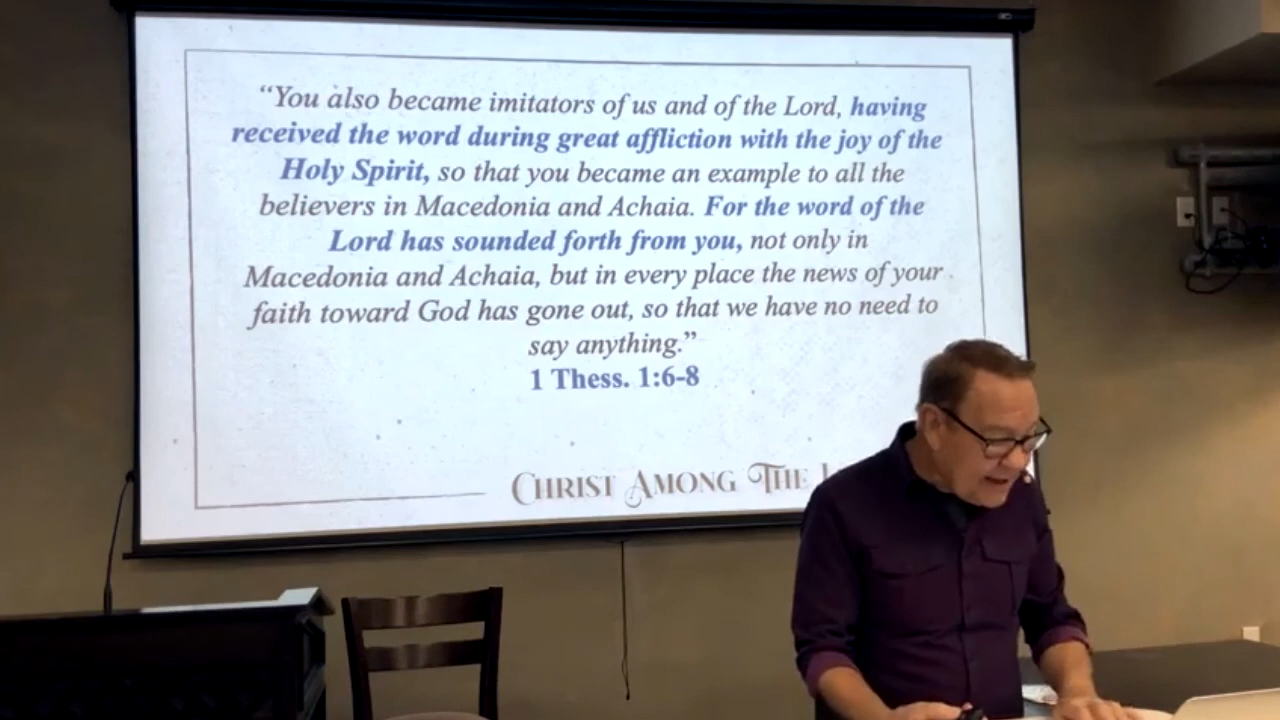 “You also became imitators of us and of the Lord, having
received the word during great affliction with the joy of the
Holy Spirit, so that you became an example to all the
believers in Macedonia and Achaia. For the word of the
Lord has sounded forth from you, not only in
Macedonia and Achaia, but in every place the news of your
faith toward God has gone out, so that we have no need to
say anything.”
1 Thess. 1:6-8
CHRIST AMONG THE